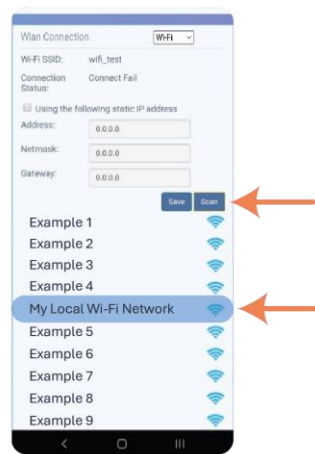 Wlan Connection Wi-Fi
Wi-Fi SSID: wifi_test
Connection Status: Connect Fail
Using the following static IP address
Address: 0.0.0.0
Netmask: 0.0.0.0
Gateway: 0.0.0.0
Save Scan
Example 1
Example 2
Example 3
Example 4
My Local Wi-Fi Network
Example 5
Example 6
Example 7
Example 8
Example 9